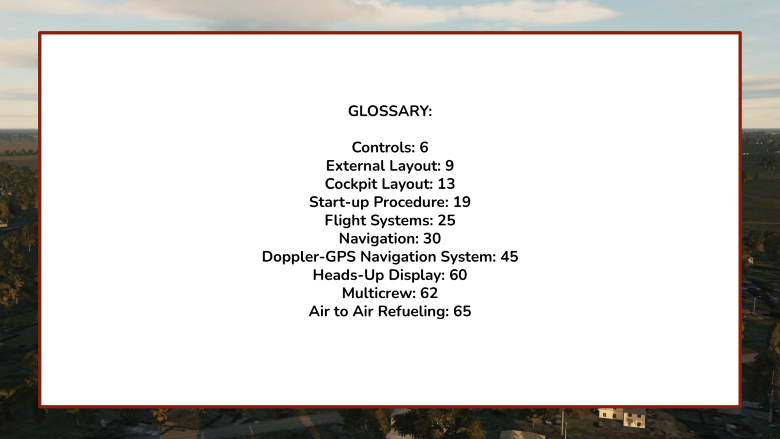 GLOSSARY:
Controls: 6
External Layout: 9
Cockpit Layout: 13
Start-up Procedure: 19
Flight Systems: 25
Navigation: 30
Doppler-GPS Navigation System: 45
Heads-Up Display: 60
Multicrew: 62
Air to Air Refueling: 65